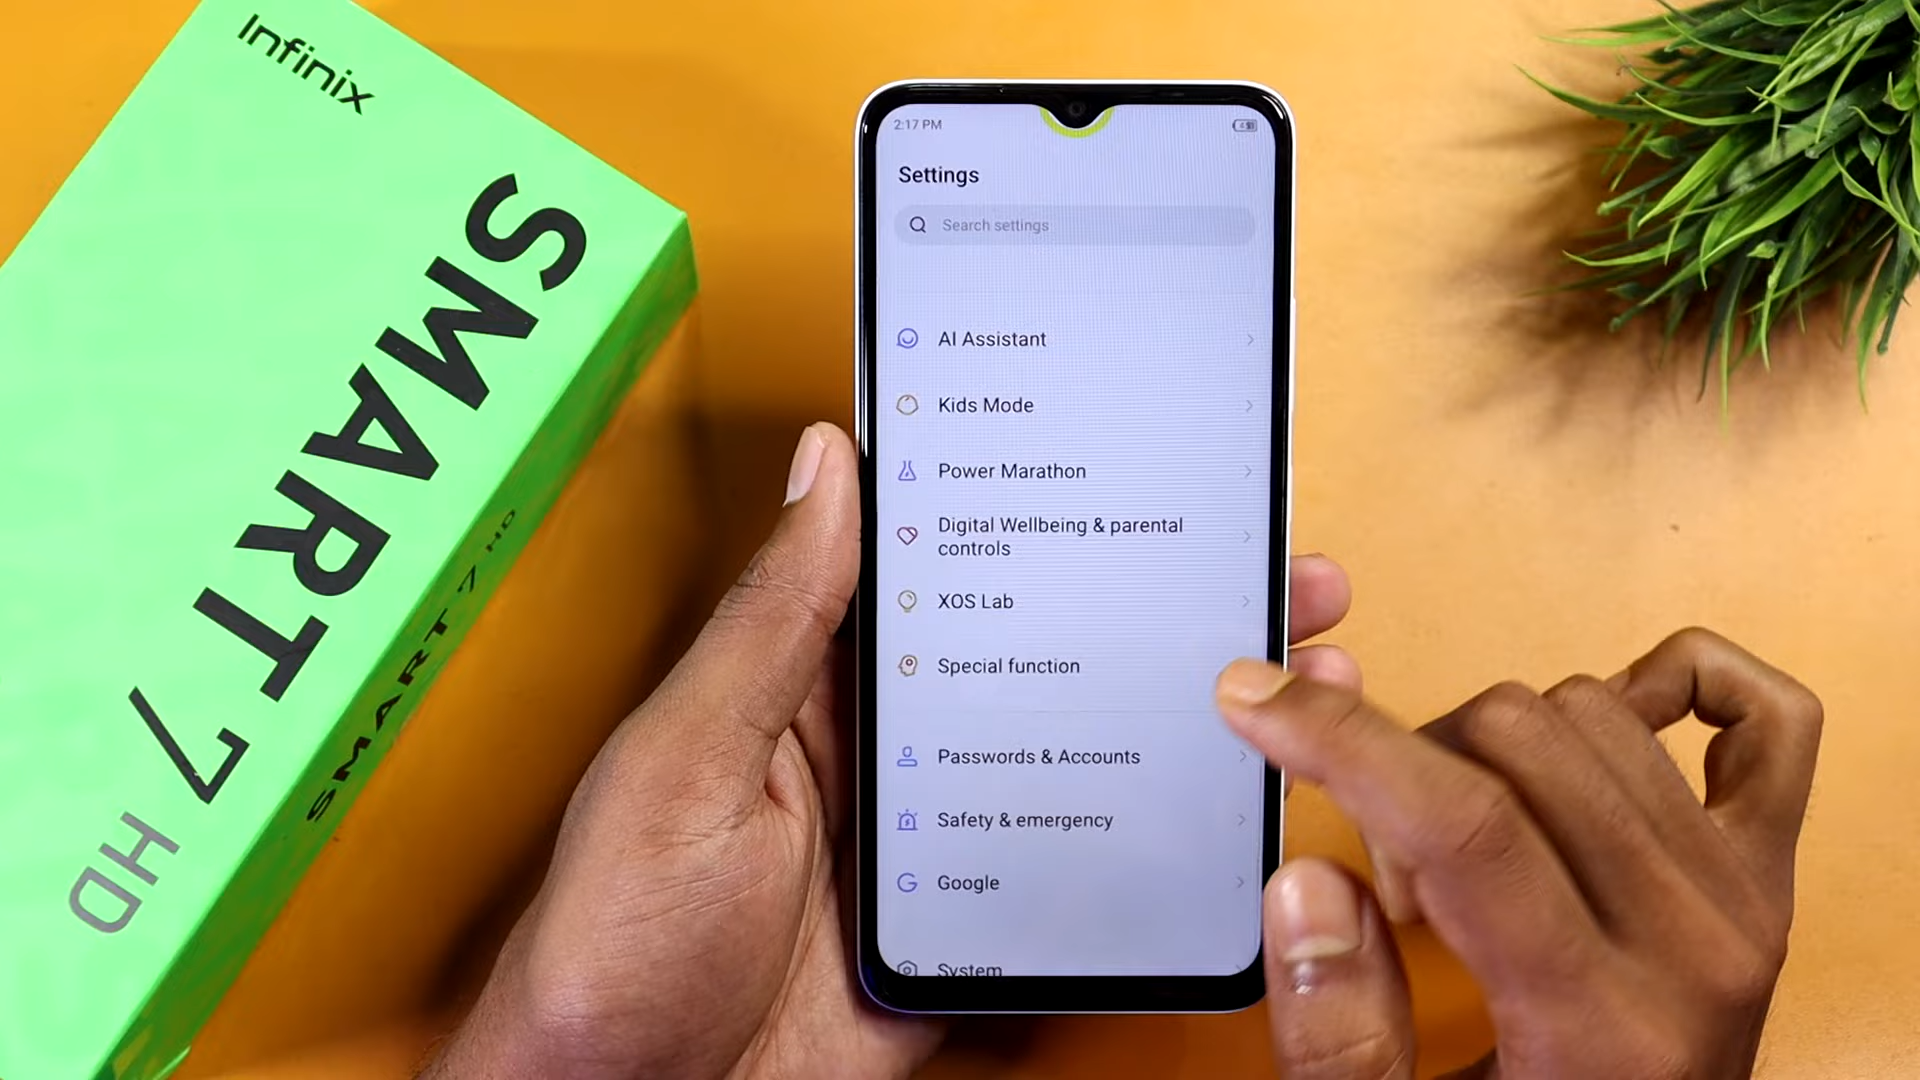 Infinix
SMART 7
HD
SMART 7 HD
2:17 PM
Settings
Search settings
AI Assistant
Kids Mode
Power Marathon
Digital Wellbeing & parental
controls
XOS Lab
Special function
Passwords & Accounts
Safety & emergency
Google
System